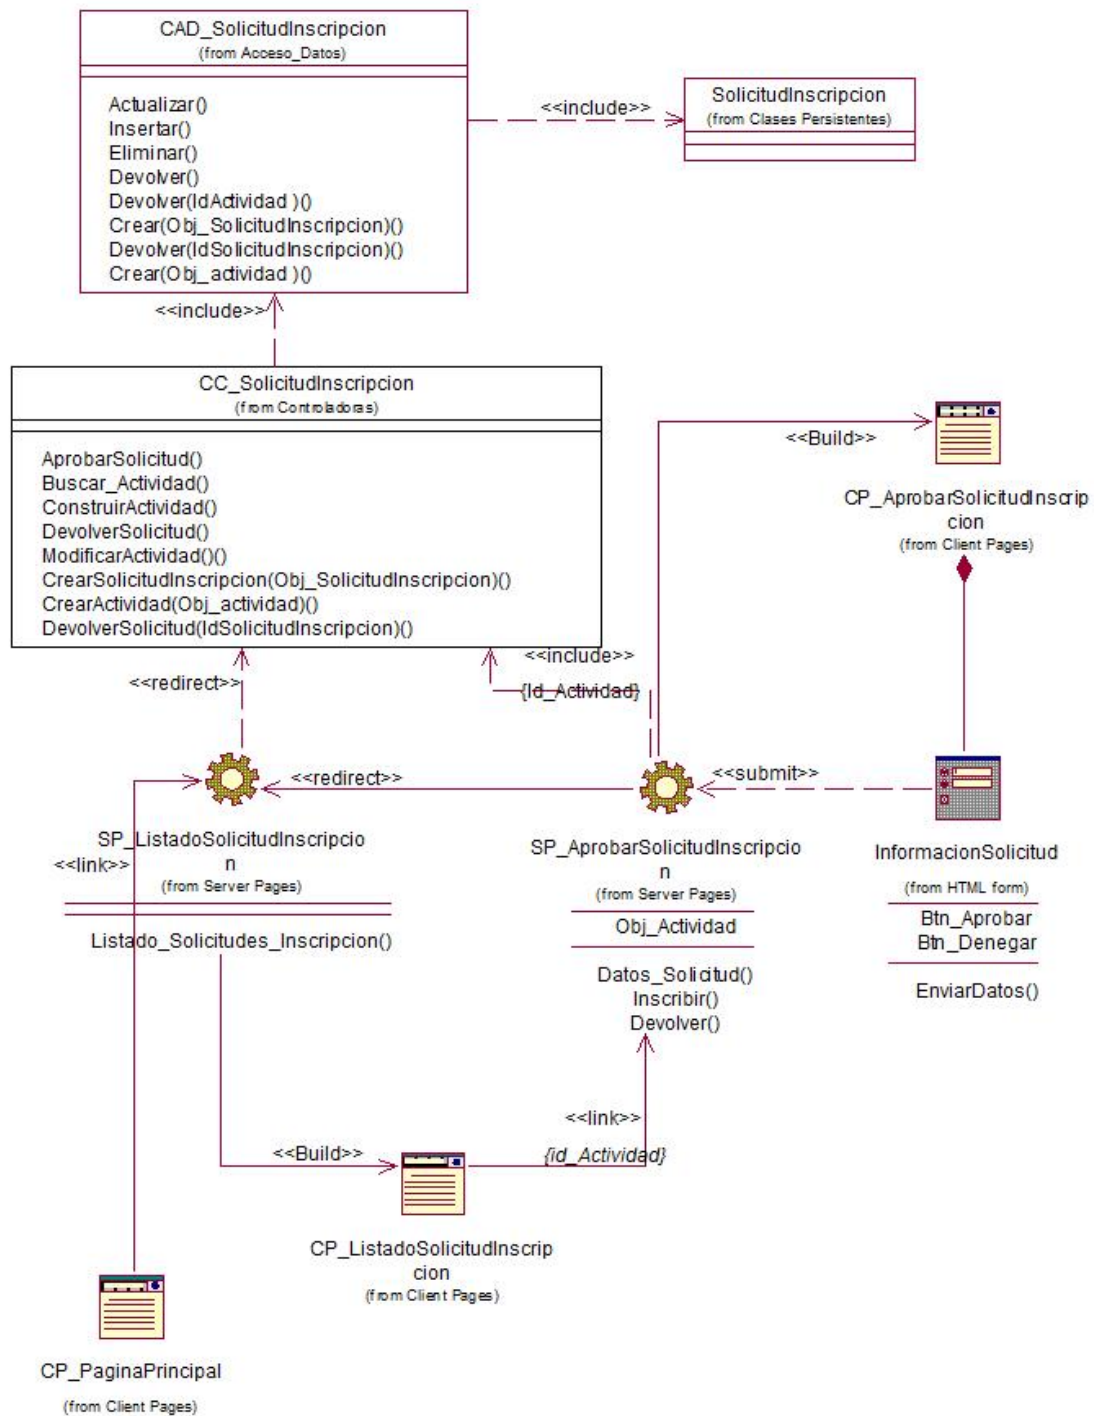 CAD_SolicitudInscripcion
(from Acceso_Datos)
Actualizar()
Insertar()
Eliminar()
Devolver()
Devolver(IdActividad )()
Crear(Obj_SolicitudInscripcion)()
Devolver(IdSolicitudInscripcion)()
Crear(Obj_actividad )()
<<include>>
SolicitudInscripcion
(from Clases Persistentes)
<<include>>
CC_SolicitudInscripcion
(from Controladoras)
AprobarSolicitud()
Buscar_Actividad()
ConstruirActividad()
DevolverSolicitud()
ModificarActividad()()
CrearSolicitudInscripcion(Obj_SolicitudInscripcion)()
CrearActividad(Obj_actividad)()
DevolverSolicitud(IdSolicitudInscripcion)()
<<Build>>
CP_AprobarSolicitudInscrip
cion
(from Client Pages)
<<redirect>>
<<include>>
{Id_Actividad}
<<redirect>>
<<submit>>
SP_ListadoSolicitudInscripcio
n
(from Server Pages)
<<link>>
Listado_Solicitudes_Inscripcion()
SP_AprobarSolicitudInscripcio
n
(from Server Pages)
Obj_Actividad
Datos_Solicitud()
Inscribir()
Devolver()
InformacionSolicitud
(from HTML form)
Btn_Aprobar
Btn_Denegar
EnviarDatos()
<<link>>
{id_Actividad}
<<Build>>
CP_ListadoSolicitudInscrip
cion
(from Client Pages)
CP_PaginaPrincipal
(from Client Pages)